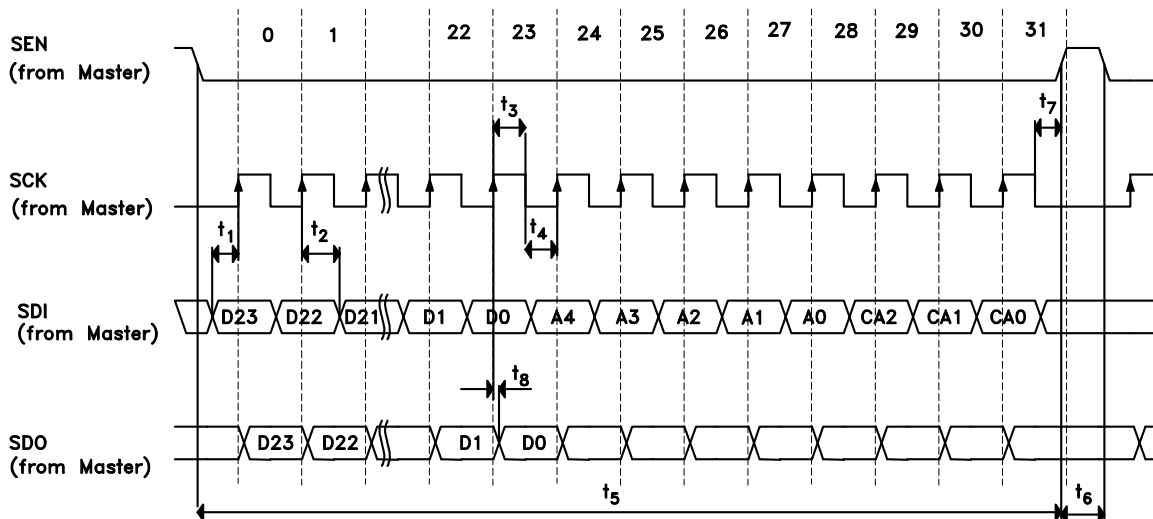 0 1 22 23 24 25 26 27 28 29 30 31
SEN
(from Master)
t3 t7
SCK
(from Master)
t1 t2 t4
SDI
(from Master)
D23 D22 D21 D1 D0 A4 A3 A2 A1 A0 CA2 CA1 CA0
t8
SDO
(from Master)
D23 D22 D1 D0
t5 t6